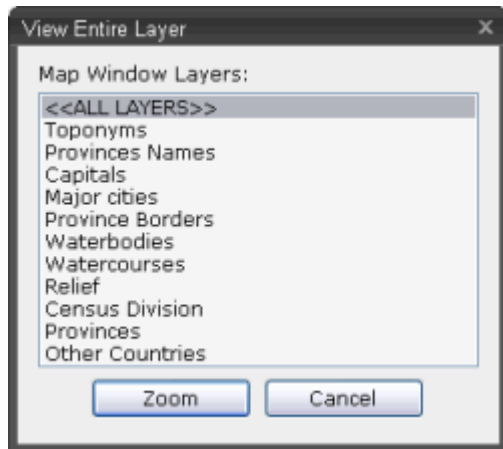 View Entire Layer
Map Window Layers:
<<ALL LAYERS>>
Toponyms
Provinces Names
Capitals
Major cities
Province Borders
Waterbodies
Watercourses
Relief
Census Division
Provinces
Other Countries
Zoom Cancel